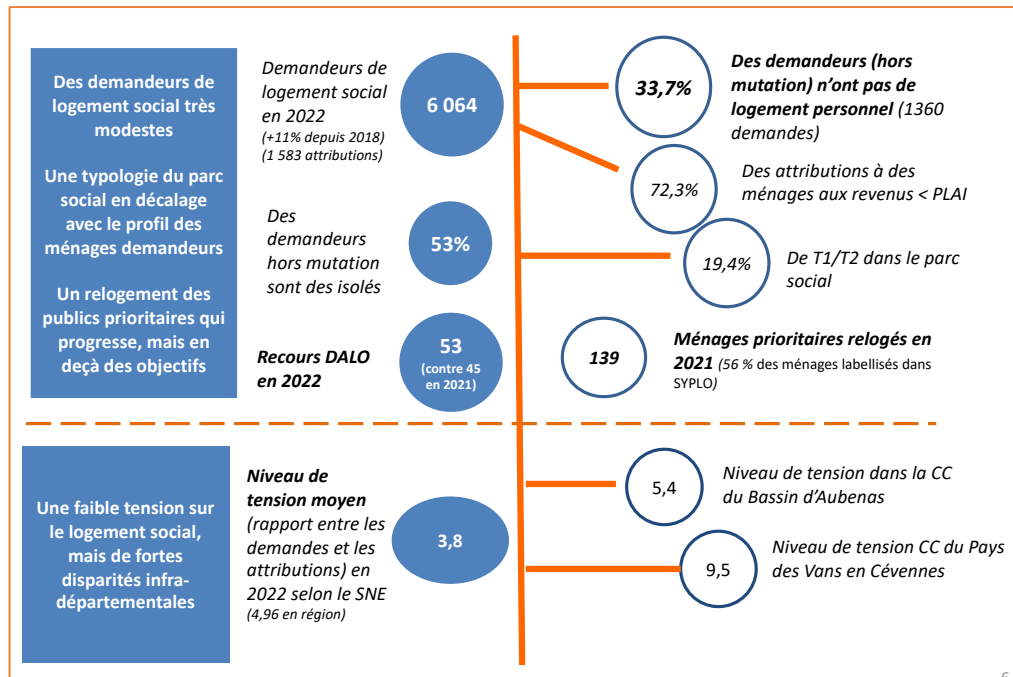 Des demandeurs de
logement social très
modestes
Une typologie du parc
social en décalage
avec le profil des
ménages demandeurs
Un relogement des
publics prioritaires qui
progresse, mais en
deçà des objectifs
Demandeurs de
logement social
en 2022
(+11% depuis 2018)
(1 583 attributions)
6 064
33,7%
Des demandeurs (hors
mutation) n'ont pas de
logement personnel (1360
demandes)
72,3%
Des attributions à des
ménages aux revenus < PLAI
Des
demandeurs
hors mutation
sont des isolés
53%
19,4%
De T1/T2 dans le parc
social
Recours DALO
en 2022
53
(contre 45
en 2021)
139
Ménages prioritaires relogés en
2021 (56 % des ménages labellisés dans
SYPLO)
Une faible tension sur
le logement social,
mais de fortes
disparités infra-
départementales
Niveau de
tension moyen
(rapport entre les
demandes et les
attributions) en
2022 selon le SNE
(4,96 en région)
3,8
5,4
Niveau de tension dans la CC
du Bassin d'Aubenas
9,5
Niveau de tension CC du Pays
des Vans en Cévennes